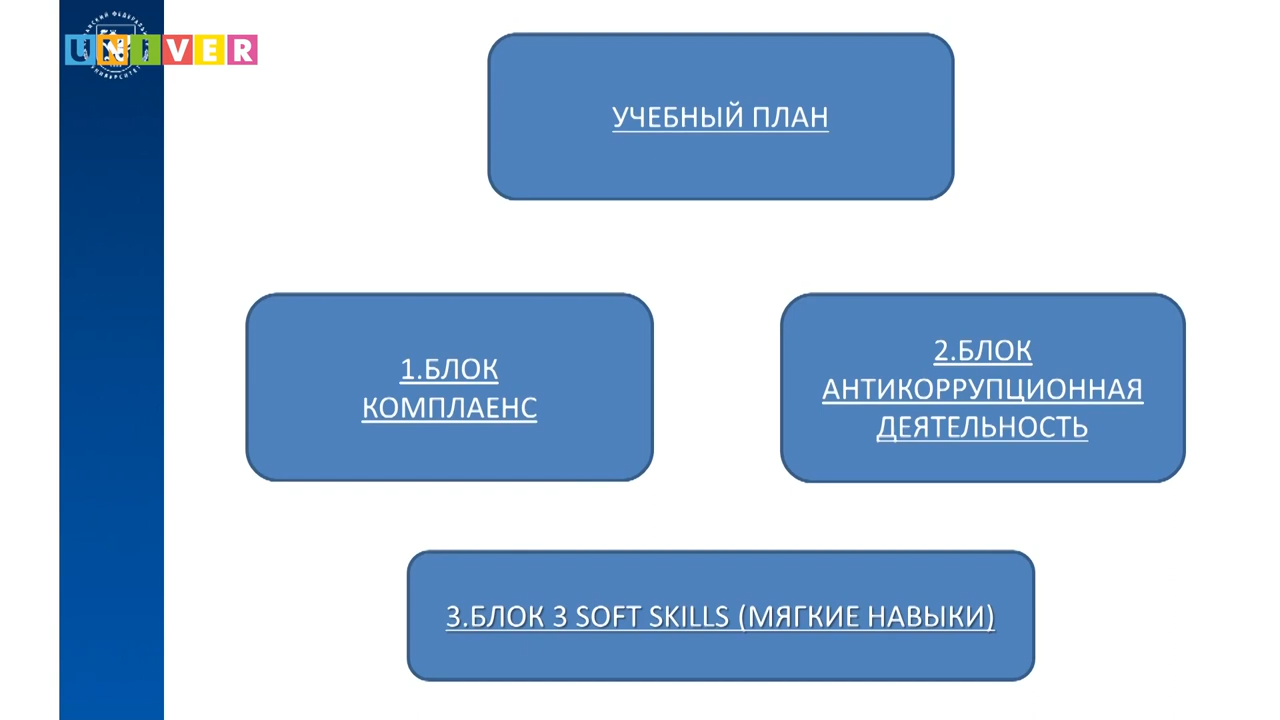 UNIVER
УЧЕБНЫЙ ПЛАН
1.БЛОК
КОМПЛАЕНС
2.БЛОК
АНТИКОРРУПЦИОННАЯ
ДЕЯТЕЛЬНОСТЬ
3.БЛОК 3 SOFT SKILLS (МЯГКИЕ НАВЫКИ)